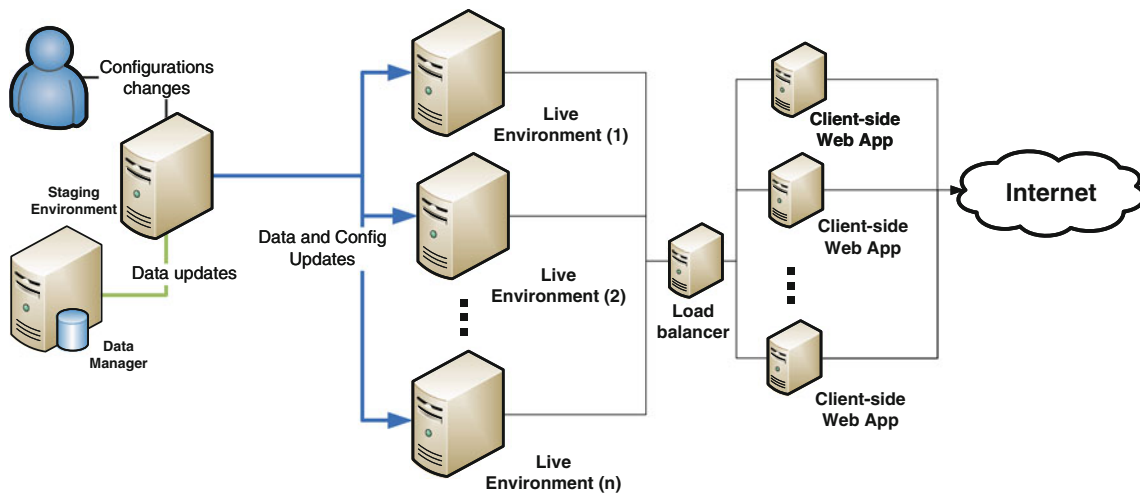 Configurations
changes
Staging
Environment
Data updates
Data
Manager
Data and Config
Updates
Live
Environment (1)
Live
Environment (2)
Live
Environment (n)
Load
balancer
Client-side
Web App
Client-side
Web App
Client-side
Web App
Internet